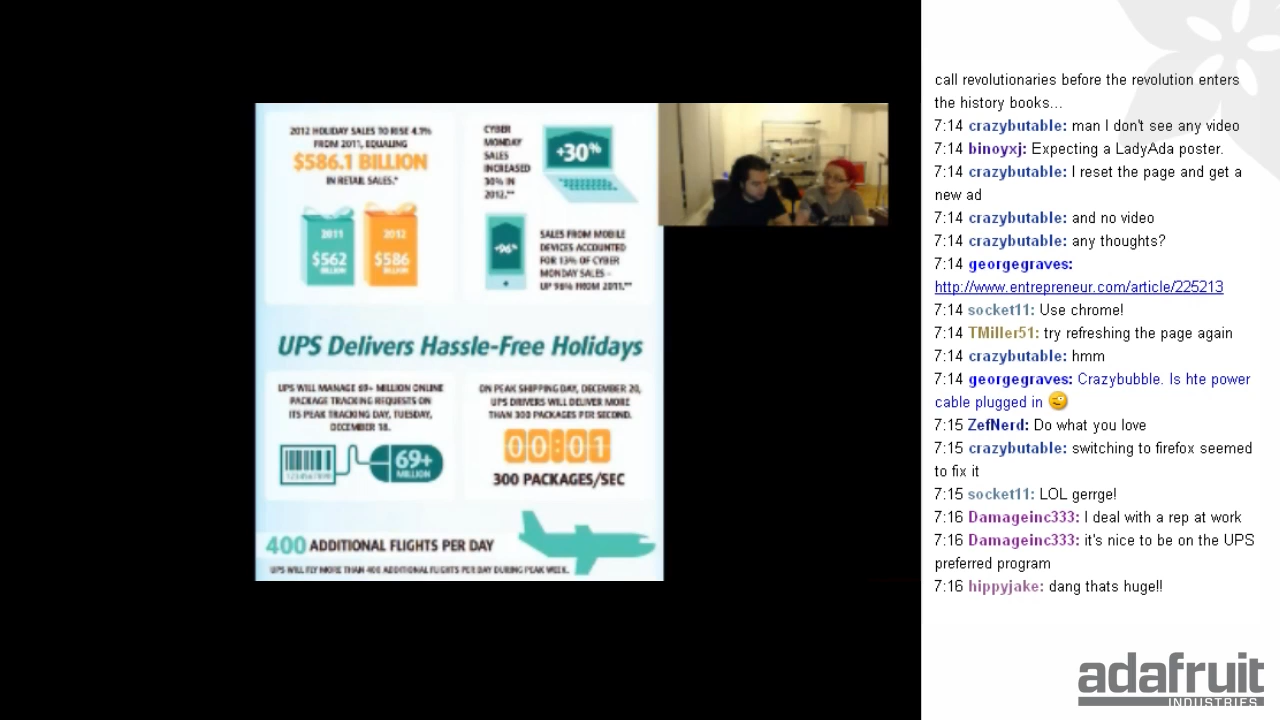 2012 HOLIDAY SALES TO RISE 4.1%
FROM 2011, EQUALING
$586.1 BILLION
IN RETAIL SALES.*
2011
$562
BILLION
2012
$586
BILLION
CYBER
MONDAY
SALES
INCREASED
30% IN
2012.**
+30%
+96%
SALES FROM MOBILE
DEVICES ACCOUNTED
FOR 13% OF CYBER
MONDAY SALES -
UP 96% FROM 2011.**
UPS Delivers Hassle-Free Holidays
UPS WILL MANAGE 69+ MILLION ONLINE
PACKAGE TRACKING REQUESTS ON
ITS PEAK TRACKING DAY, TUESDAY,
DECEMBER 18.
69+
MILLION
ON PEAK SHIPPING DAY, DECEMBER 20,
UPS DRIVERS WILL DELIVER MORE
THAN 300 PACKAGES PER SECOND.
00:01
300 PACKAGES/SEC
400 ADDITIONAL FLIGHTS PER DAY
UPS WILL FLY MORE THAN 400 ADDITIONAL FLIGHTS PER DAY DURING PEAK WEEK.
call revolutionaries before the revolution enters
the history books...
7:14 crazybutable: man I don't see any video
7:14 binoyxj: Expecting a LadyAda poster.
7:14 crazybutable: I reset the page and get a
new ad
7:14 crazybutable: and no video
7:14 crazybutable: any thoughts?
7:14 georgegraves:
http://www.entrepreneur.com/article/225213
7:14 socket11: Use chrome!
7:14 TMiller51: try refreshing the page again
7:14 crazybutable: hmm
7:14 georgegraves: Crazybubble. Is hte power
cable plugged in
7:15 ZefNerd: Do what you love
7:15 crazybutable: switching to firefox seemed
to fix it
7:15 socket11: LOL gerrge!
7:16 Damageinc333: I deal with a rep at work
7:16 Damageinc333: it's nice to be on the UPS
preferred program
7:16 hippyjake: dang thats huge!!
adafruit
INDUSTRIES